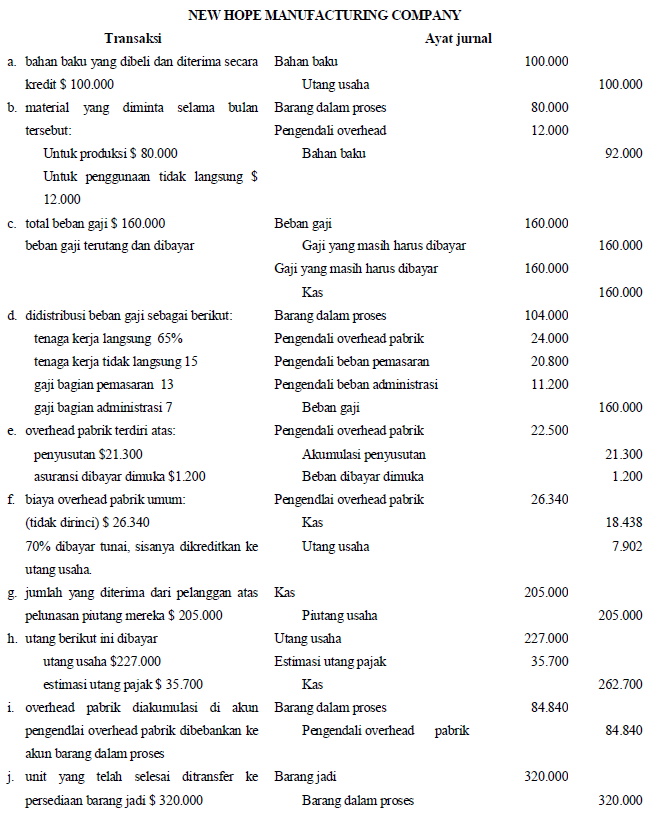 NEW HOPE MANUFACTURING COMPANY
Transaksi Ayat jurnal
a. bahan baku yang dibeli dan diterima secara Bahan baku 100.000
kredit $ 100.000 Utang usaha 100.000
b. material yang diminta selama bulan Barang dalam proses 80.000
tersebut: Pengendali overhead 12.000
Untuk produksi $ 80.000 Bahan baku 92.000
Untuk penggunaan tidak langsung $
12.000
c. total beban gaji $ 160.000 Beban gaji 160.000
beban gaji terutang dan dibayar Gaji yang masih harus dibayar 160.000
Gaji yang masih harus dibayar 160.000
Kas 160.000
d. didistribusi beban gaji sebagai berikut: Barang dalam proses 104.000
tenaga kerja langsung 65% Pengendali overhead pabrik 24.000
tenaga kerja tidak langsung 15 Pengendali beban pemasaran 20.800
gaji bagian pemasaran 13 Pengendali beban administrasi 11.200
gaji bagian administrasi 7 Beban gaji 160.000
e. overhead pabrik terdiri atas: Pengendali overhead pabrik 22.500
penyusutan $21.300 Akumulasi penyusutan 21.300
asuransi dibayar dimuka $1.200 Beban dibayar dimuka 1.200
f. biaya overhead pabrik umum: Pengendlai overhead pabrik 26.340
(tidak dirinci) $ 26.340 Kas 18.438
70% dibayar tunai, sisanya dikreditkan ke Utang usaha 7.902
utang usaha.
g. jumlah yang diterima dari pelanggan atas Kas 205.000
pelunasan piutang mereka $ 205.000 Piutang usaha 205.000
h. utang berikut ini dibayar Utang usaha 227.000
utang usaha $227.000 Estimasi utang pajak 35.700
estimasi utang pajak $ 35.700 Kas 262.700
i. overhead pabrik diakumulasi di akun Barang dalam proses 84.840
pengendlai overhead pabrik dibebankan ke Pengendali overhead pabrik 84.840
akun barang dalam proses
j. unit yang telah selesai ditransfer ke Barang jadi 320.000
persediaan barang jadi $ 320.000 Barang dalam proses 320.000